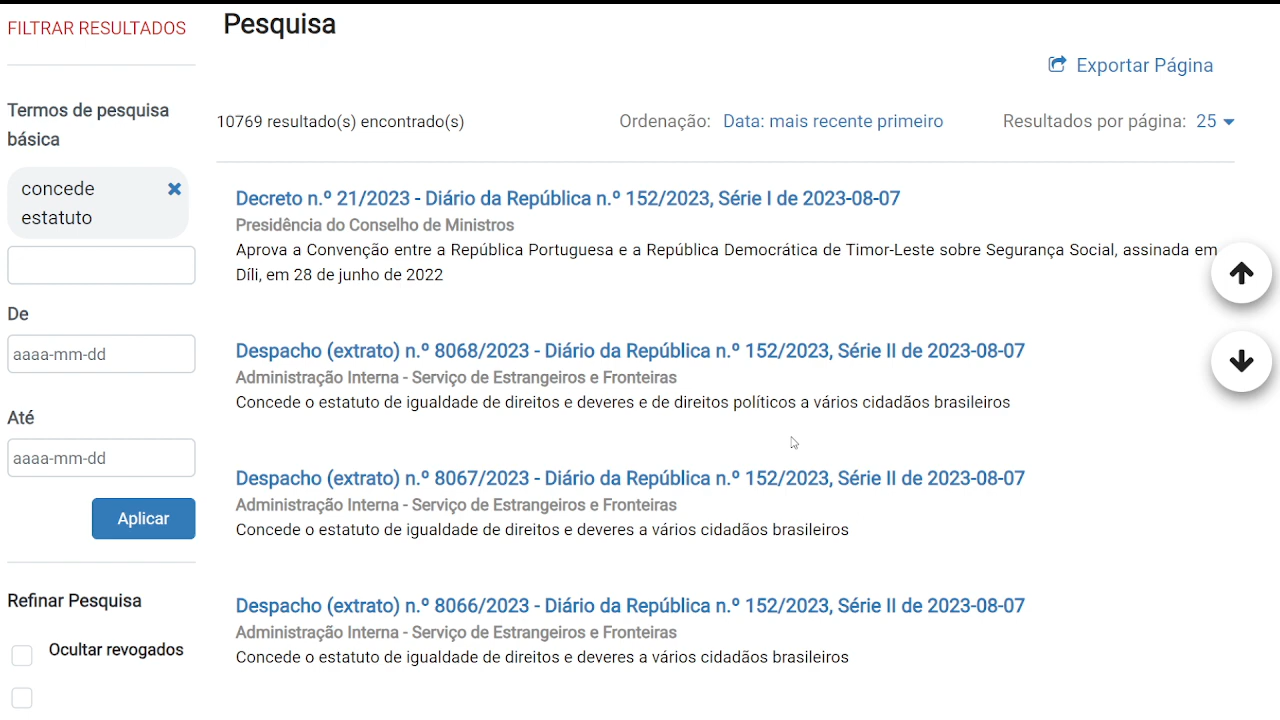 FILTRAR RESULTADOS
Pesquisa
Exportar Página
Termos de pesquisa
básica
10769 resultado(s) encontrado(s)
Ordenação: Data: mais recente primeiro
Resultados por página: 25
concede
estatuto
De
aaaa-mm-dd
Até
aaaa-mm-dd
Aplicar
Refinar Pesquisa
Ocultar revogados
Decreto n.º 21/2023 - Diário da República n.º 152/2023, Série I de 2023-08-07
Presidência do Conselho de Ministros
Aprova a Convenção entre a República Portuguesa e a República Democrática de Timor-Leste sobre Segurança Social, assinada em
Díli, em 28 de junho de 2022
Despacho (extrato) n.º 8068/2023 - Diário da República n.º 152/2023, Série II de 2023-08-07
Administração Interna - Serviço de Estrangeiros e Fronteiras
Concede o estatuto de igualdade de direitos e deveres e de direitos políticos a vários cidadãos brasileiros
Despacho (extrato) n.º 8067/2023 - Diário da República n.º 152/2023, Série II de 2023-08-07
Administração Interna - Serviço de Estrangeiros e Fronteiras
Concede o estatuto de igualdade de direitos e deveres a vários cidadãos brasileiros
Despacho (extrato) n.º 8066/2023 - Diário da República n.º 152/2023, Série II de 2023-08-07
Administração Interna - Serviço de Estrangeiros e Fronteiras
Concede o estatuto de igualdade de direitos e deveres a vários cidadãos brasileiros